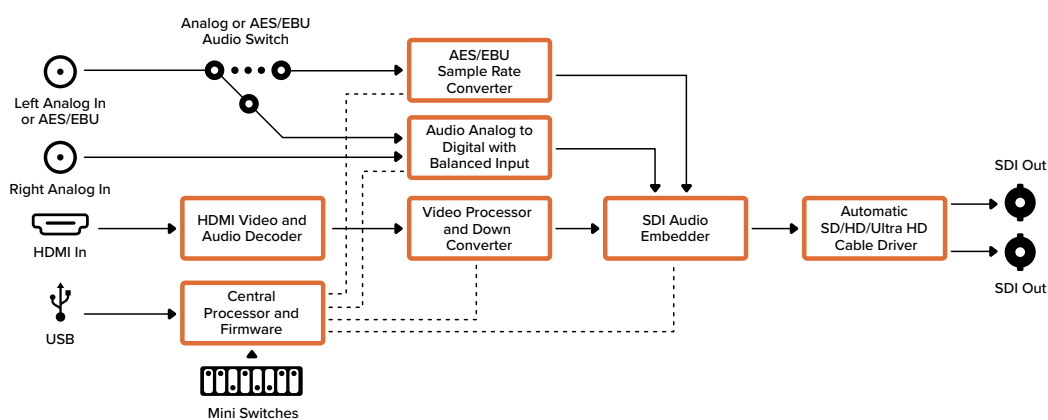 Analog or AES/EBU
Audio Switch
Left Analog In
or AES/EBU
Right Analog In
HDMI In
USB
AES/EBU
Sample Rate
Converter
Audio Analog to
Digital with
Balanced Input
HDMI Video and
Audio Decoder
Video Processor
and Down
Converter
SDI Audio
Embedder
Automatic
SD/HD/Ultra HD
Cable Driver
SDI Out
SDI Out
Central
Processor and
Firmware
Mini Switches